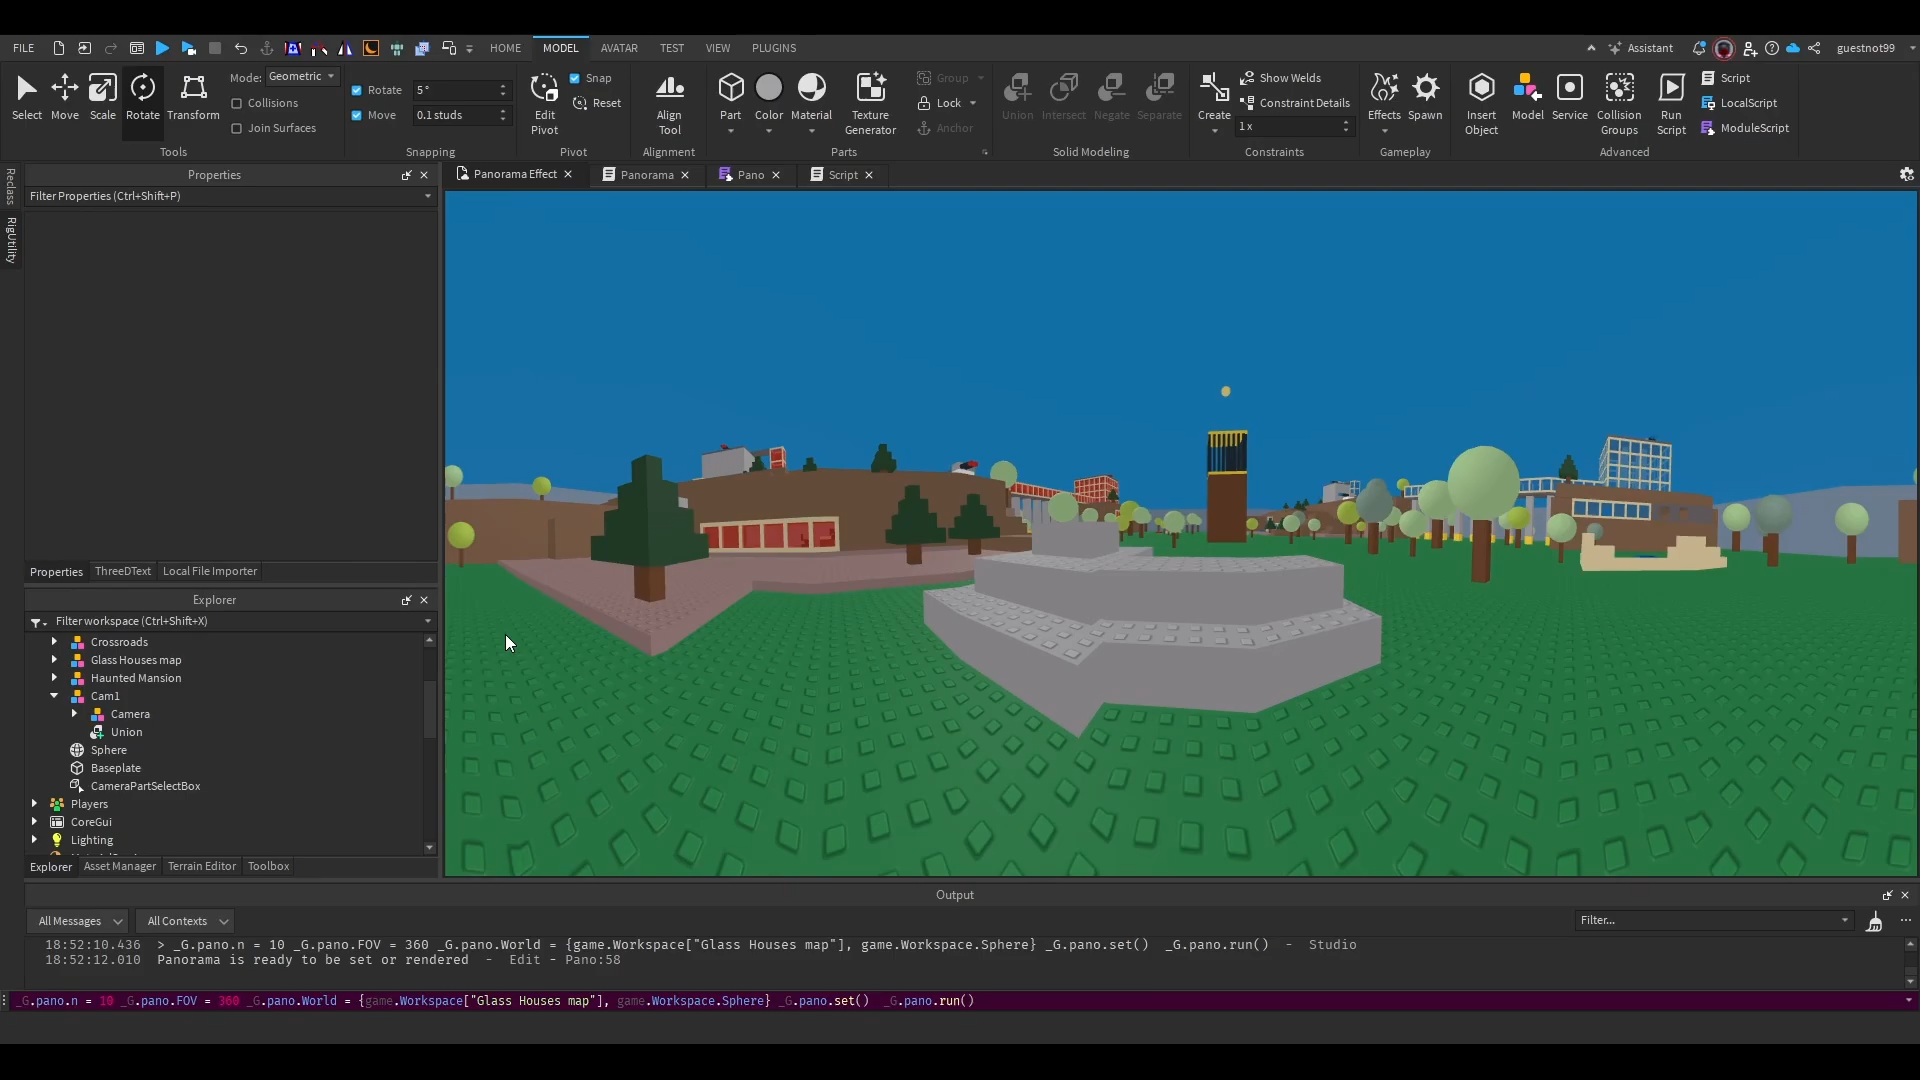 FILE HOME MODEL AVATAR TEST VIEW PLUGINS Assistant guestnot99
Select Move Scale Rotate Transform
Mode: Geometric
Collisions
Join Surfaces
Tools
Rotate 5°
Move 0.1 studs
Snapping
Edit Pivot
Snap
Reset
Pivot
Align Tool
Alignment
Part Color Material Texture Generator
Group
Lock
Anchor
Parts
Union Intersect Negate Separate
Solid Modeling
Create
Show Welds
Constraint Details
1 x
Constraints
Effects Spawn
Gameplay
Insert Object
Model Service Collision Groups Run Script
Script
LocalScript
ModuleScript
Advanced
Reclass
RigUtility
Properties
Filter Properties (Ctrl+Shift+P)
Properties ThreeDText Local File Importer
Explorer
Filter workspace (Ctrl+Shift+X)
Crossroads
Glass Houses map
Haunted Mansion
Cam1
Camera
Union
Sphere
Baseplate
CameraPartSelectBox
Players
CoreGui
Lighting
Explorer Asset Manager Terrain Editor Toolbox
Panorama Effect Panorama Pano Script
Output
All Messages All Contexts Filter...
18:52:10.436 > _G.pano.n = 10 _G.pano.FOV = 360 _G.pano.World = {game.Workspace["Glass Houses map"], game.Workspace.Sphere} _G.pano.set() _G.pano.run() - Studio
18:52:12.010 Panorama is ready to be set or rendered - Edit - Pano:58
_G.pano.n = 10 _G.pano.FOV = 360 _G.pano.World = {game.Workspace["Glass Houses map"], game.Workspace.Sphere} _G.pano.set() _G.pano.run()